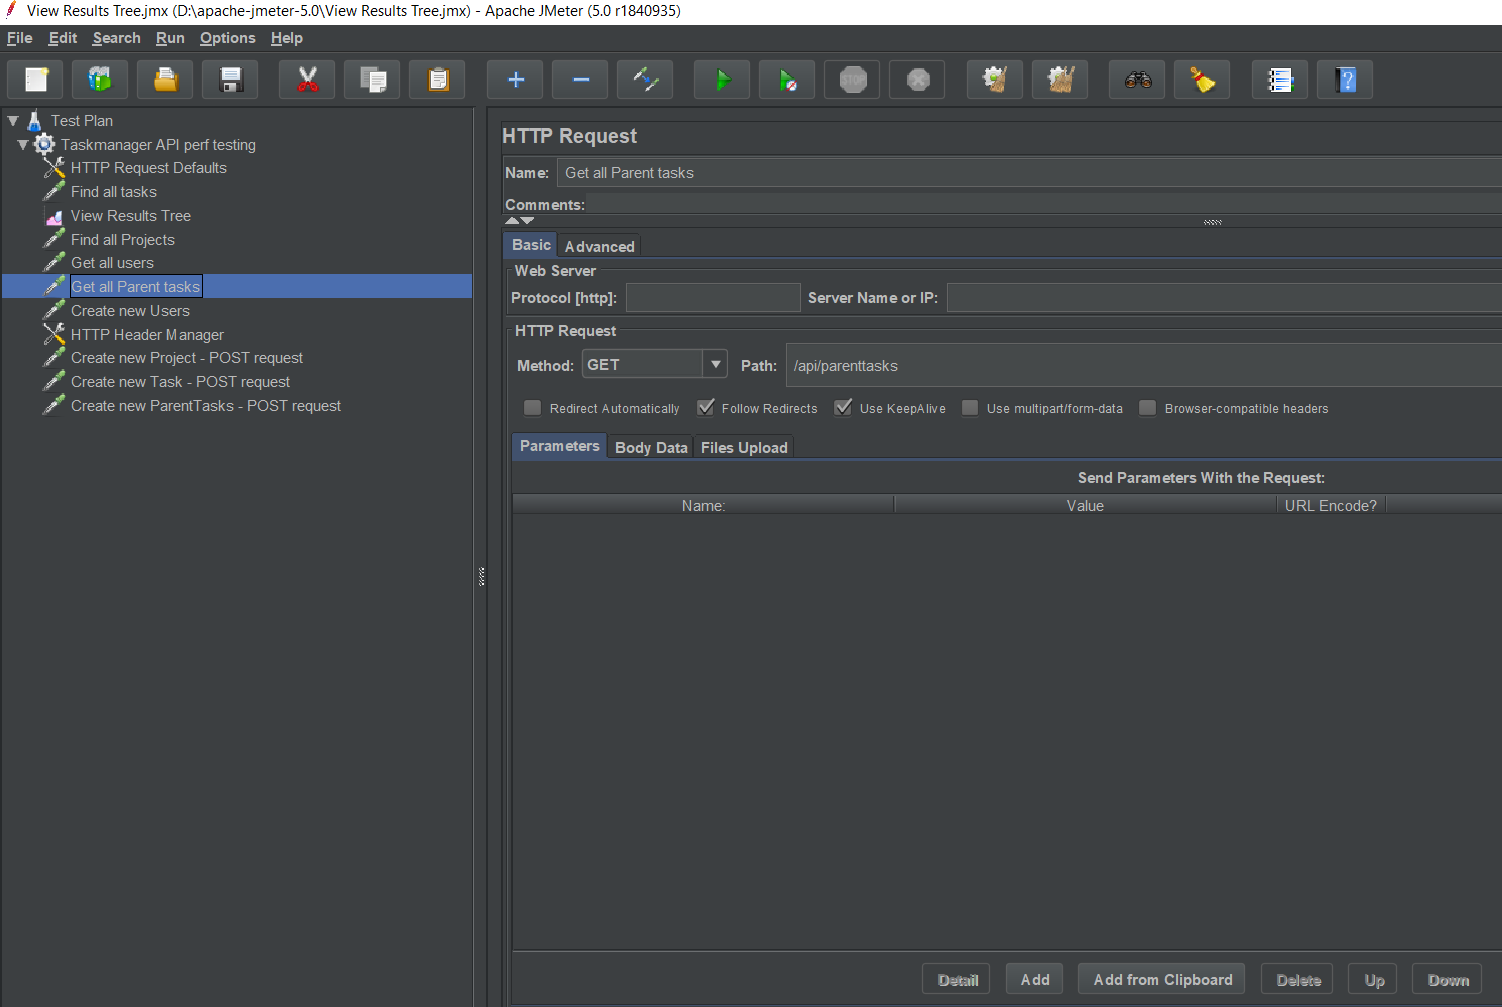 View Results Tree.jmx (D:\apache-jmeter-5.0\View Results Tree.jmx) - Apache JMeter (5.0 r1840935)
File Edit Search Run Options Help
STOP
Test Plan
Taskmanager API perf testing
HTTP Request Defaults
Find all tasks
View Results Tree
Find all Projects
Get all users
Get all Parent tasks
Create new Users
HTTP Header Manager
Create new Project - POST request
Create new Task - POST request
Create new ParentTasks - POST request
HTTP Request
Name: Get all Parent tasks
Comments:
Basic Advanced
Web Server
Protocol [http]: Server Name or IP:
HTTP Request
Method: GET Path: /api/parenttasks
Redirect Automatically Follow Redirects Use KeepAlive Use multipart/form-data Browser-compatible headers
Parameters Body Data Files Upload
Send Parameters With the Request:
Name: Value URL Encode?
Detail Add Add from Clipboard Delete Up Down